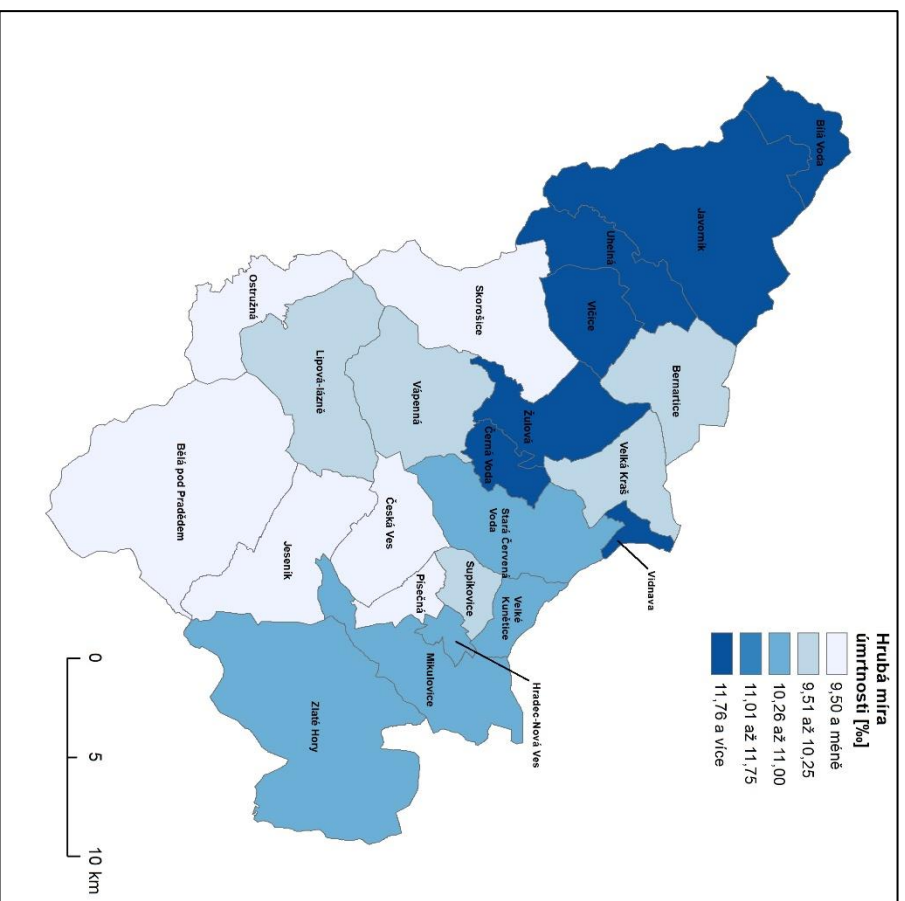 Hrubá míra
úmrtnosti [‰]
9,50 a méně
9,51 až 10,25
10,26 až 11,00
11,01 až 11,75
11,76 a více
Bílá Voda
Javorník
Uhelná
Vlčice
Bernartice
Skorošice
Žulová
Velká Kraš
Vidnava
Černá Voda
Vápenná
Ostružná
Lipová-lázně
Stará Červená
Voda
Velké
Kunětice
Supíkovice
Česká Ves
Písečná
Hradec-Nová Ves
Mikulovice
Jeseník
Bělá pod Pradědem
Zlaté Hory
0
5
10 km